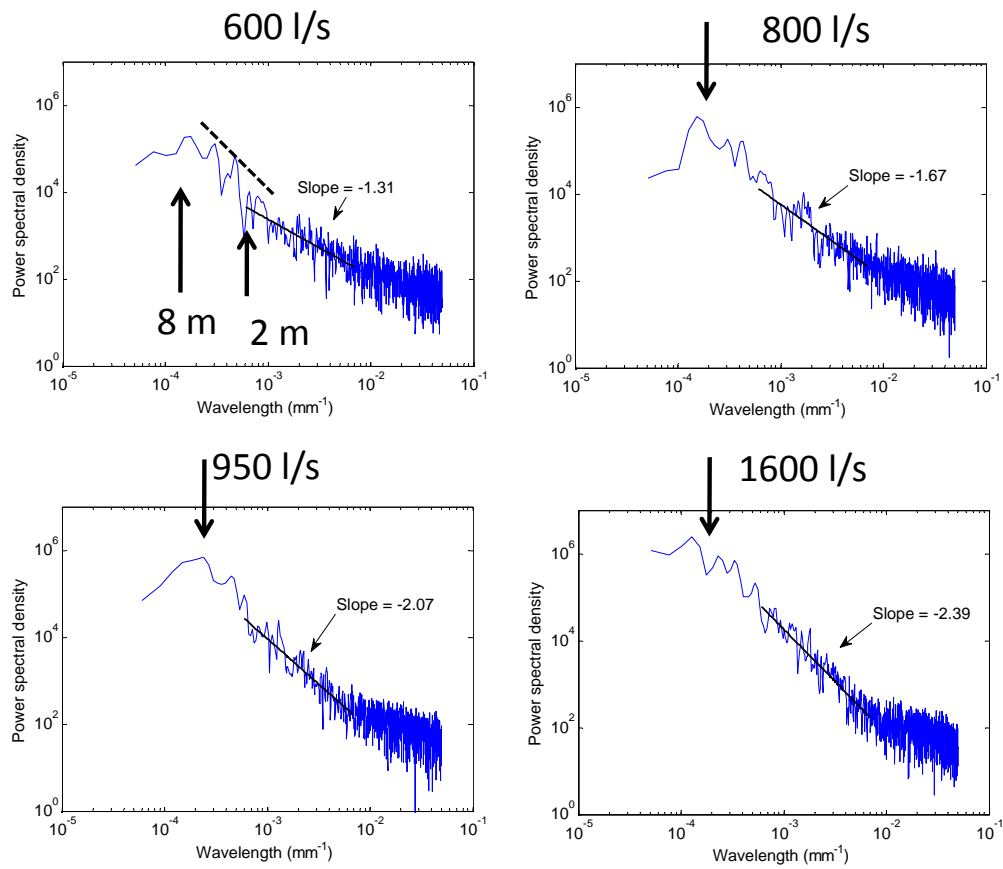 600 l/s
800 l/s
10^6
10^4
10^2
10^0
Power spectral density
Slope = -1.31
8 m
2 m
10^-5
10^-4
10^-3
10^-2
10^-1
Wavelength (mm^-1)
10^6
10^4
10^2
10^0
Power spectral density
Slope = -1.67
10^-5
10^-4
10^-3
10^-2
10^-1
Wavelength (mm^-1)
950 l/s
1600 l/s
10^6
10^4
10^2
10^0
Power spectral density
Slope = -2.07
10^-5
10^-4
10^-3
10^-2
10^-1
Wavelength (mm^-1)
10^6
10^4
10^2
10^0
Power spectral density
Slope = -2.39
10^-5
10^-4
10^-3
10^-2
10^-1
Wavelength (mm^-1)